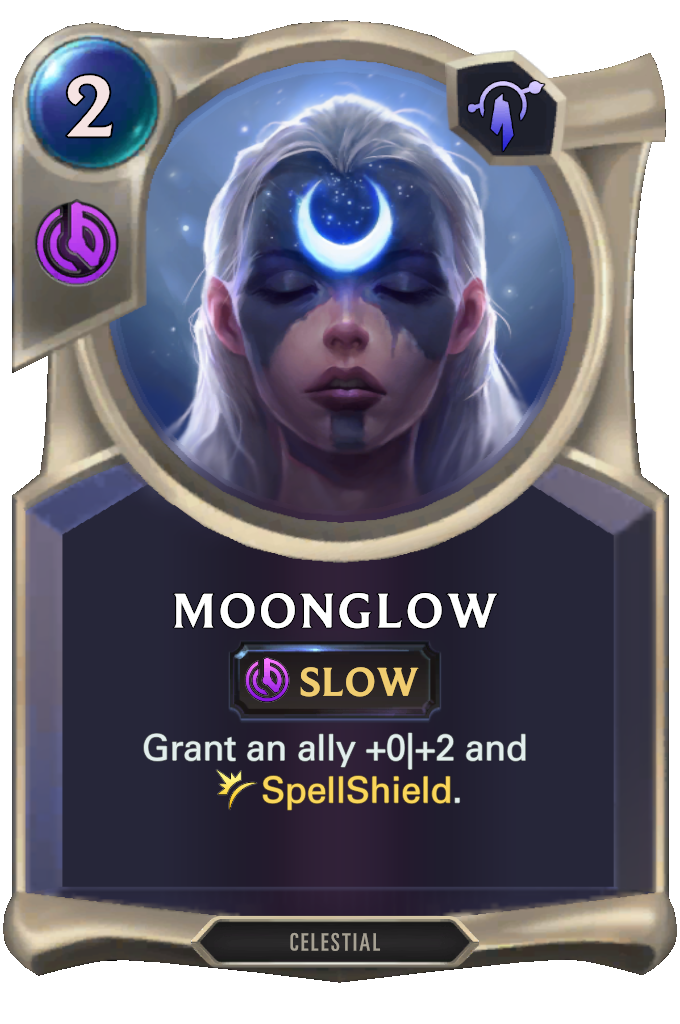 2
MOONGLOW
SLOW
Grant an ally +0|+2 and
SpellShield.
CELESTIAL